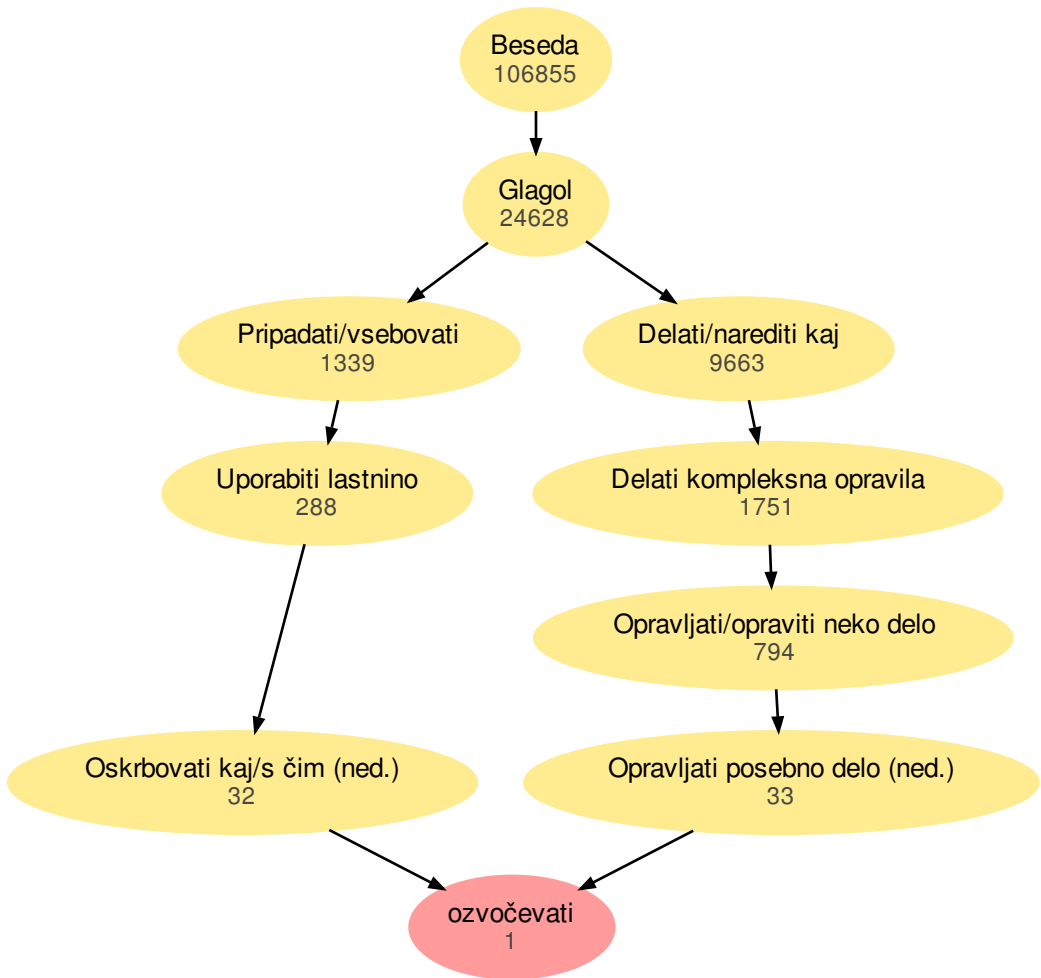 Beseda
106855
Glagol
24628
Pripadati/vsebovati
1339
Delati/narediti kaj
9663
Uporabiti lastnino
288
Delati kompleksna opravila
1751
Opravljati/opraviti neko delo
794
Oskrbovati kaj/s čim (ned.)
32
Opravljati posebno delo (ned.)
33
ozvočevati
1